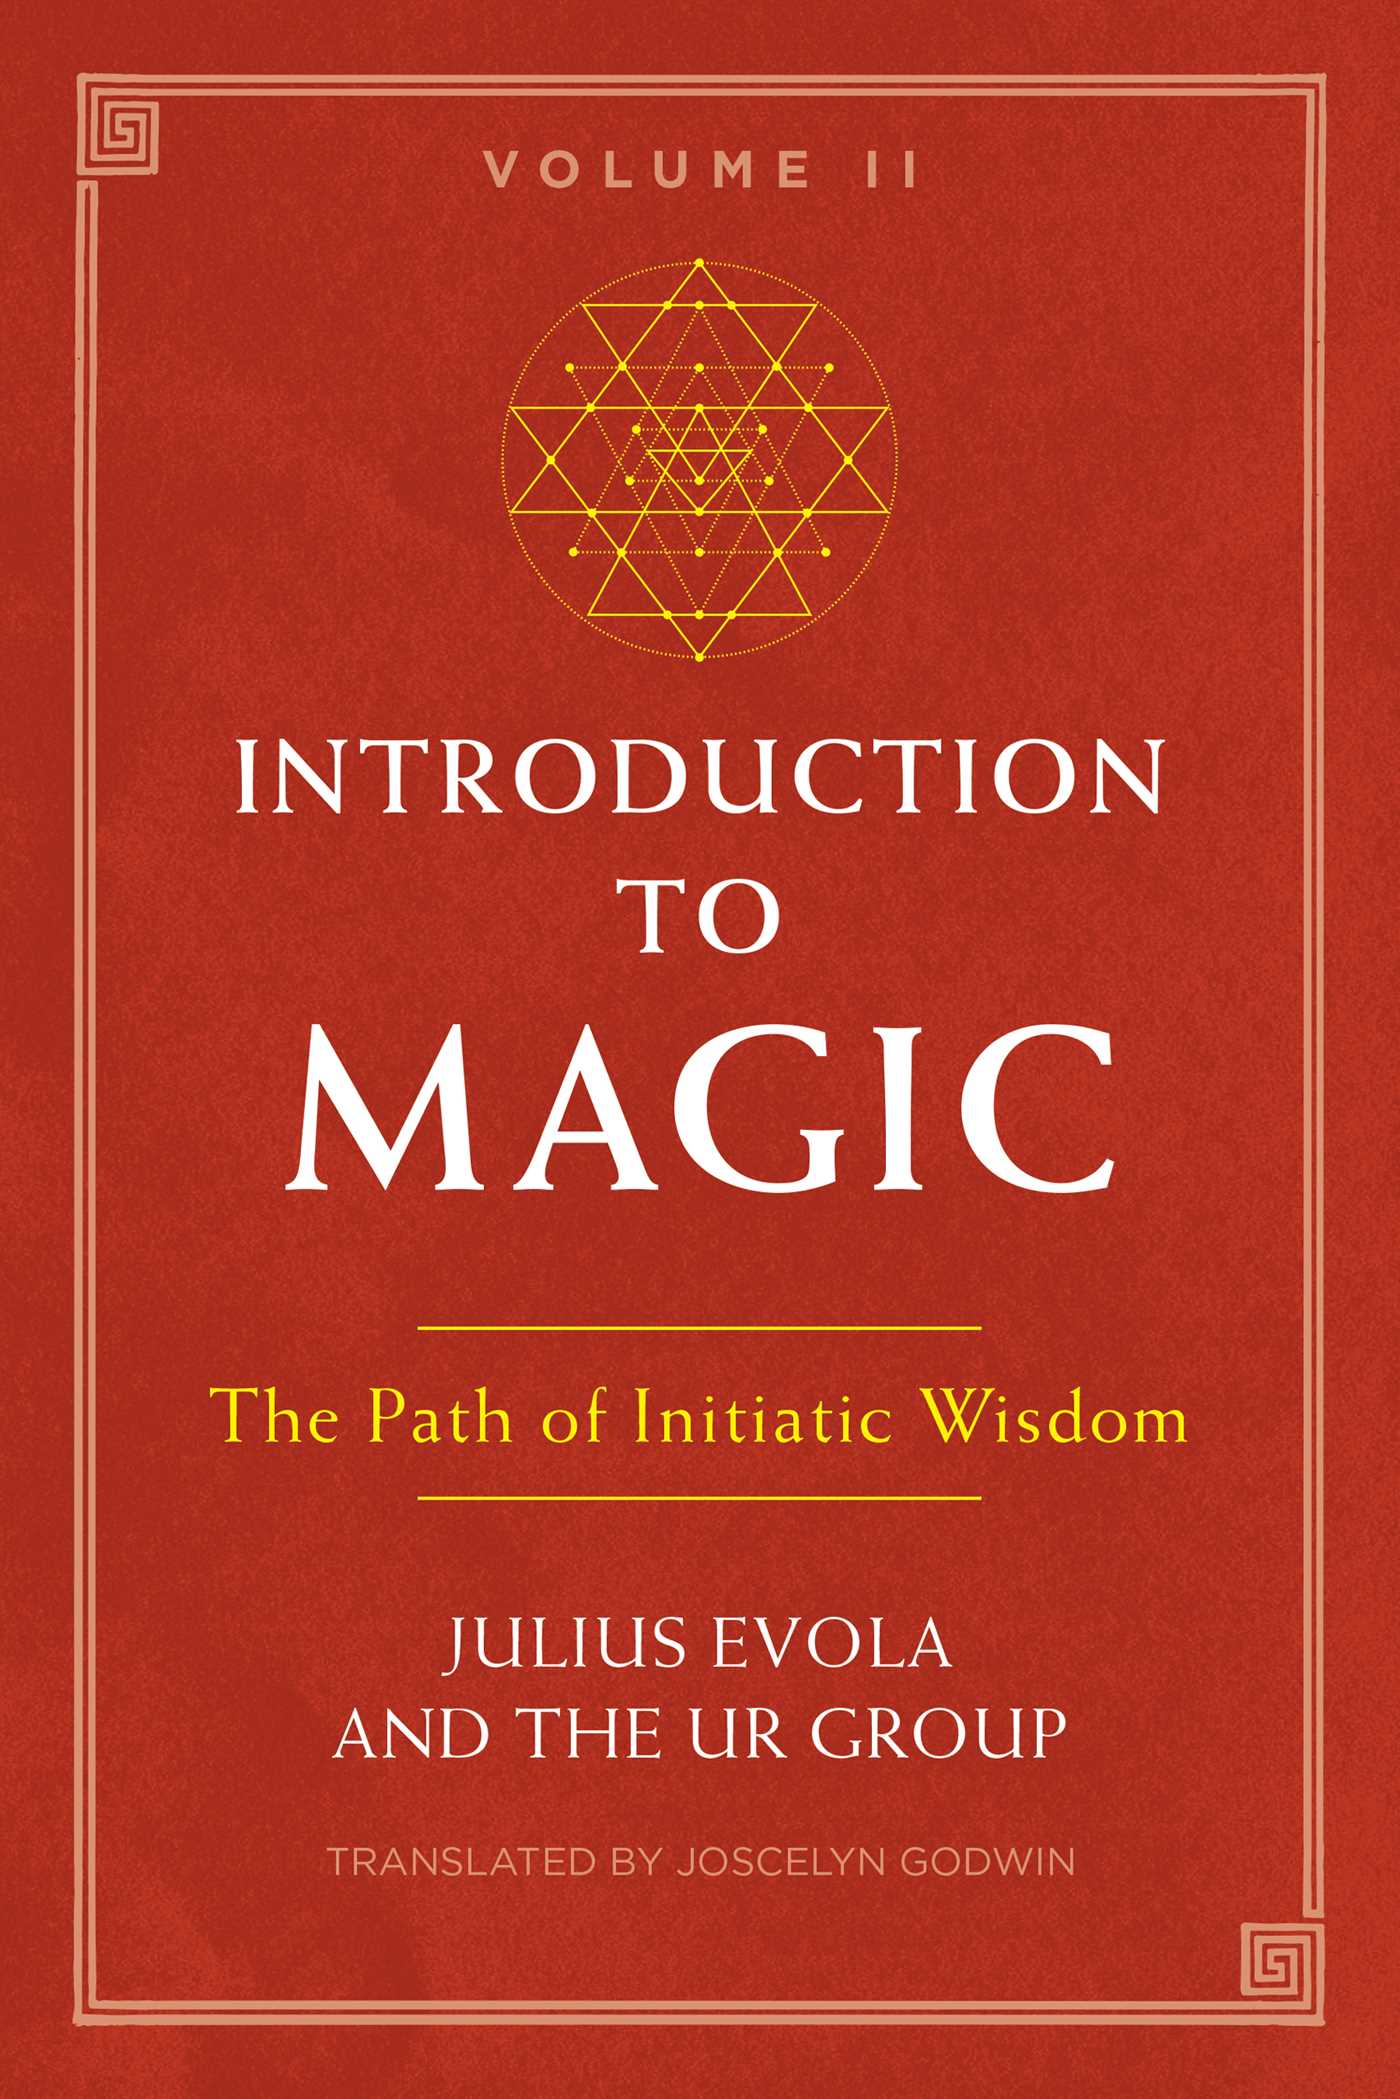 VOLUME II
INTRODUCTION
TO
MAGIC
The Path of Initiatic Wisdom
JULIUS EVOLA
AND THE UR GROUP
TRANSLATED BY JOSCELYN GODWIN